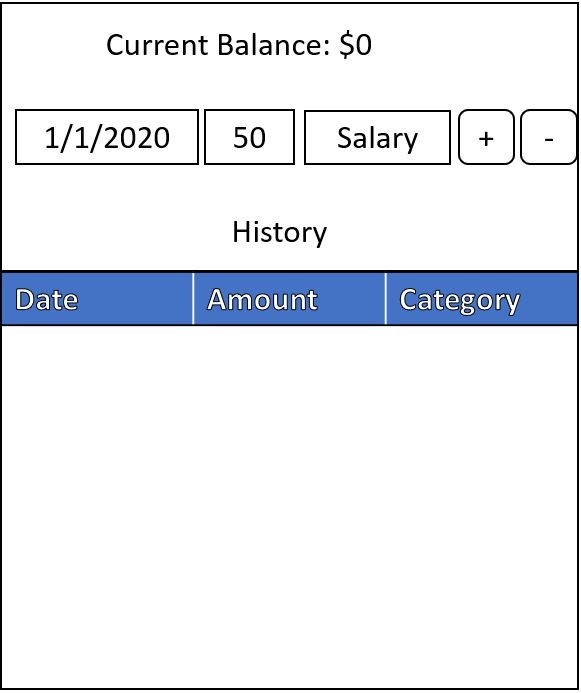 Current Balance: $0
1/1/2020 50 Salary + -
History
Date Amount Category